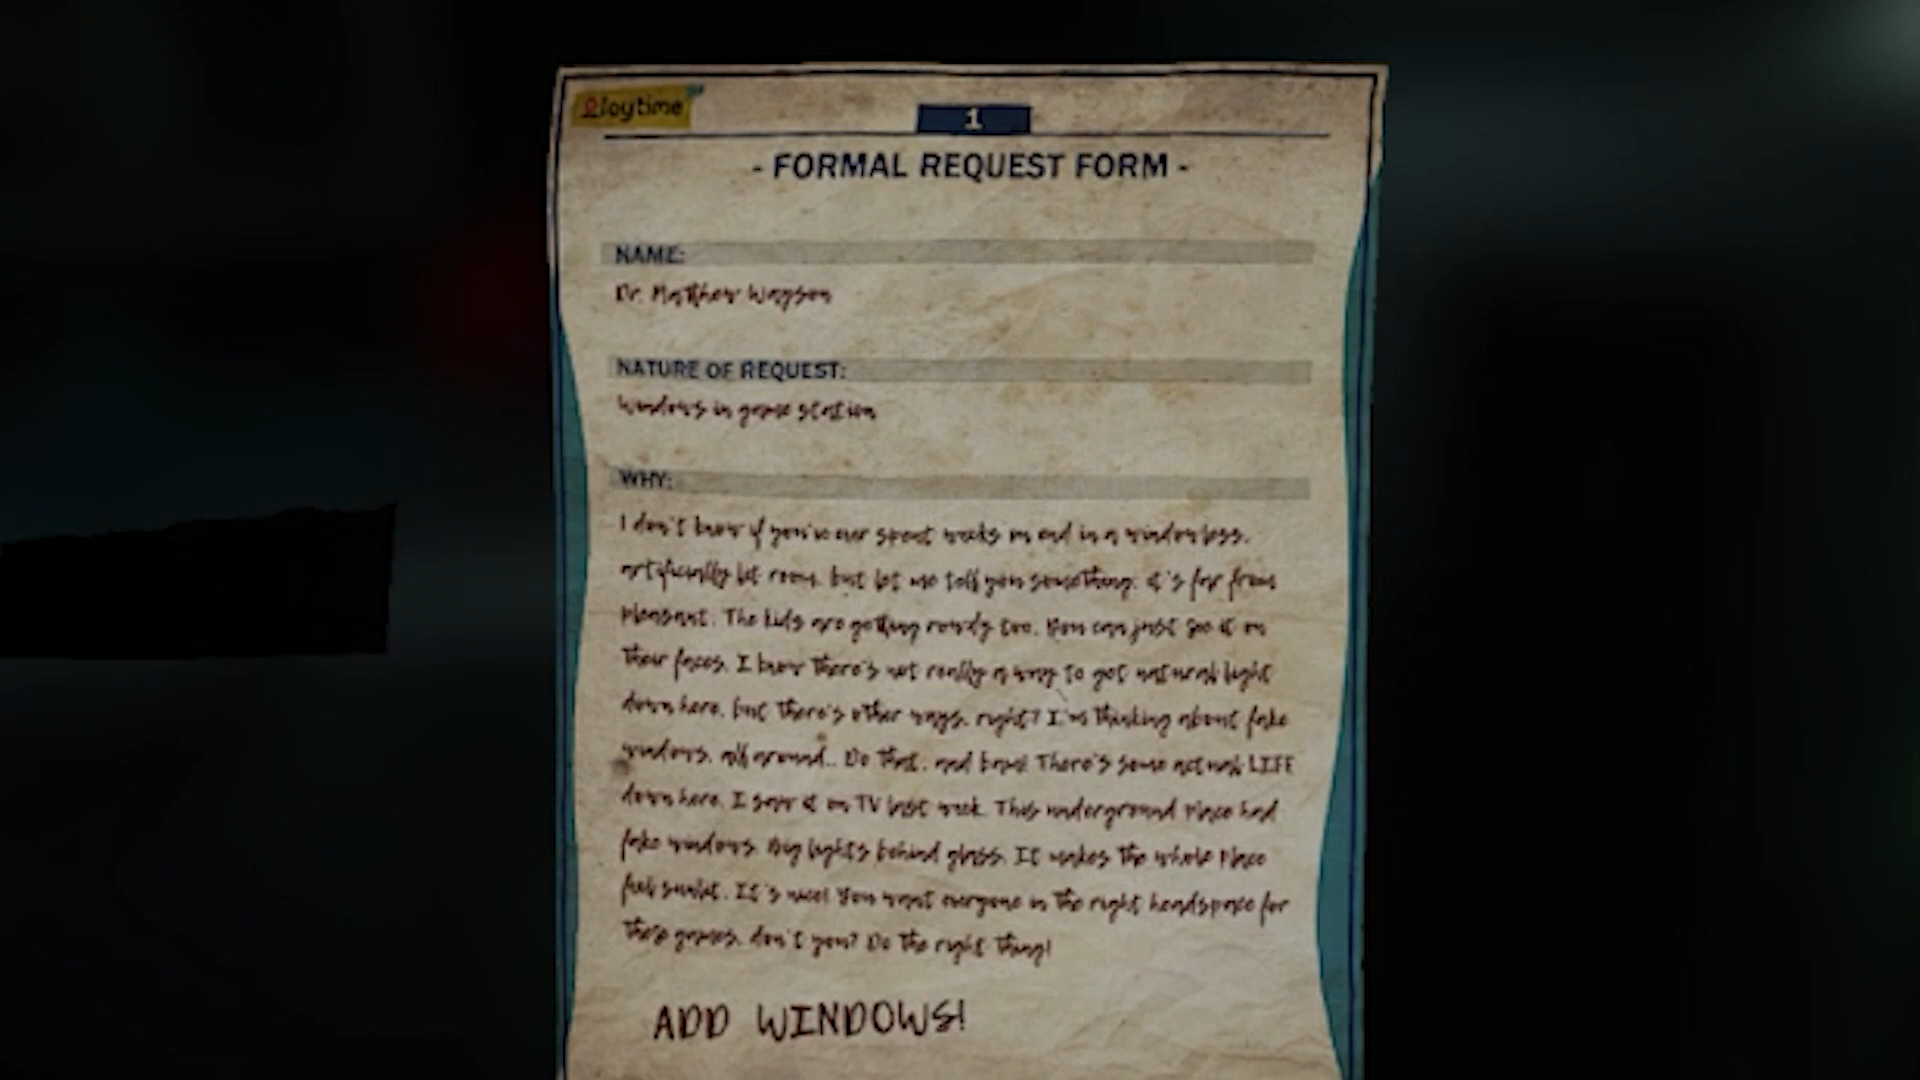 Playtime
1
- FORMAL REQUEST FORM -
NAME:
Dr. Matthew Wayson
NATURE OF REQUEST:
Windows in game station
WHY:
I don't know if you've ever spent weeks on end in a windowless,
artificially lit room, but let me tell you something, it's far from
pleasant. The kids are getting rowdy too. You can just see it on
their faces. I know there's not really a way to get natural light
down here, but there's other ways, right? I'm thinking about fake
windows, all around.. Do that, and bam! There's some actual LIFE
down here. I saw it on TV last week. This underground place had
fake windows. Big lights behind glass. It makes the whole place
feel sunlit. It's nice! You want everyone in the right headspace for
these games, don't you? Do the right thing!
ADD WINDOWS!